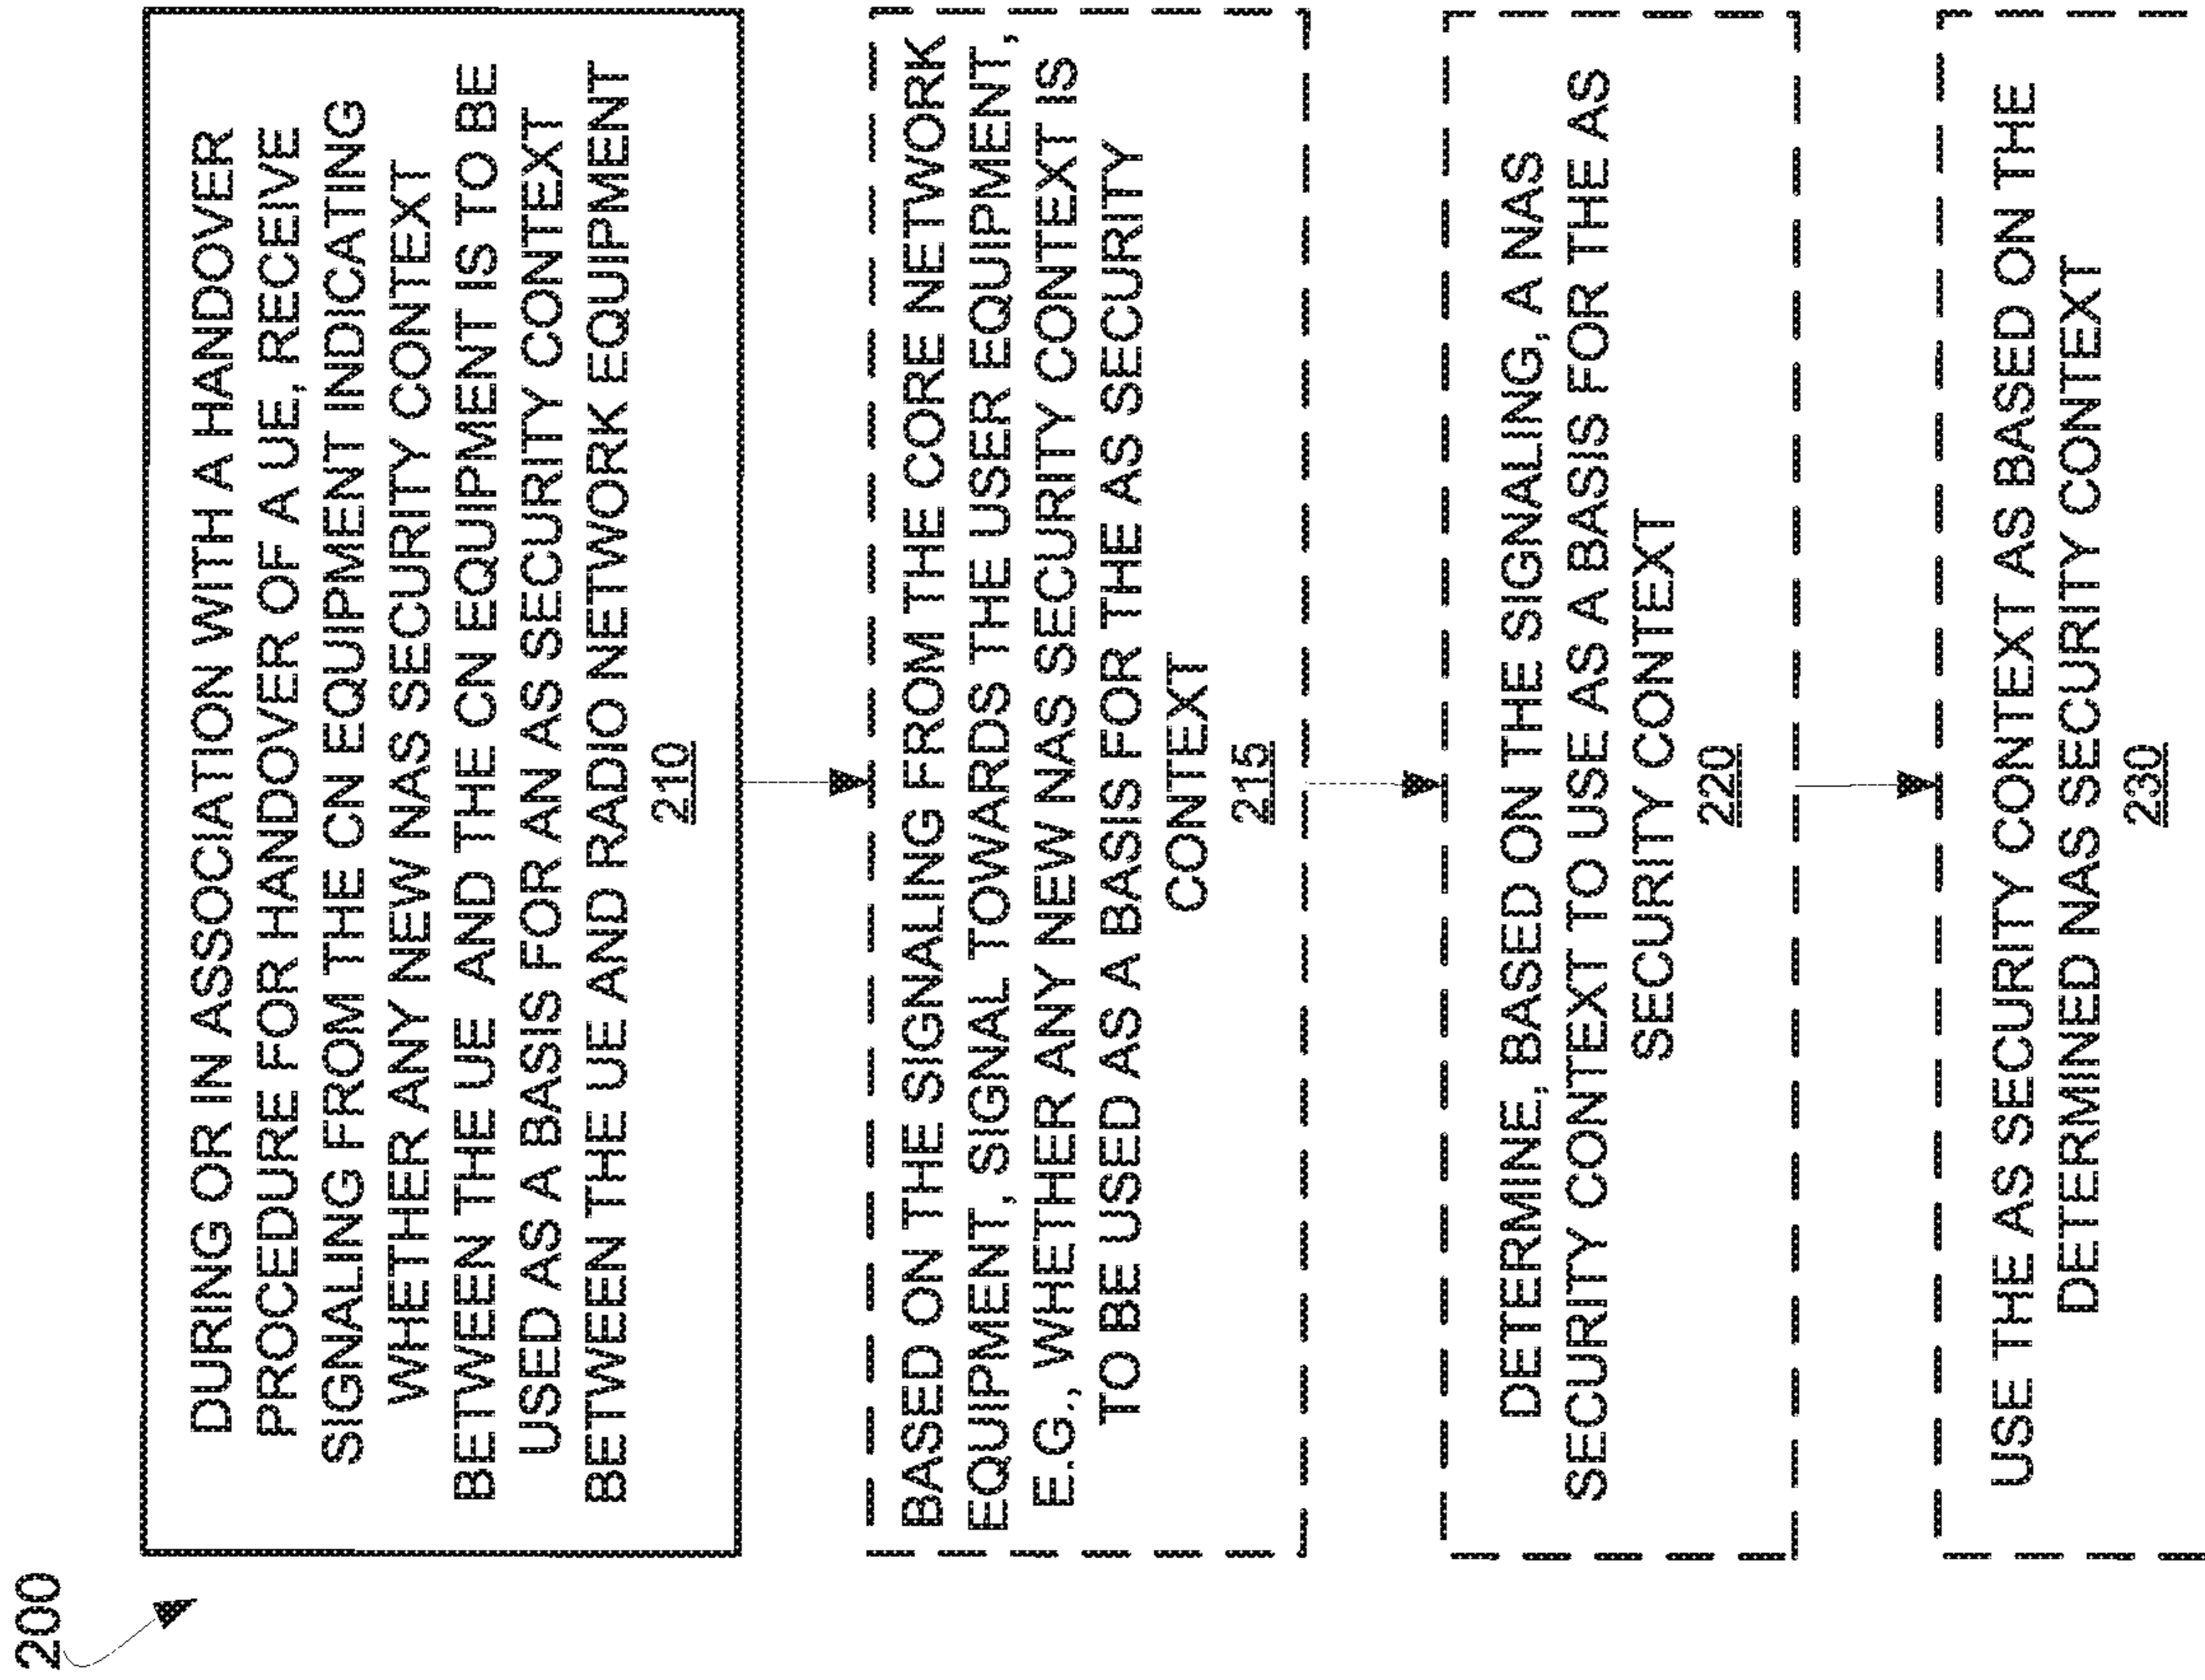 200
DURING OR IN ASSOCIATION WITH A HANDOVER
PROCEDURE FOR HANDOVER OF A UE, RECEIVE
SIGNALING FROM THE CN EQUIPMENT INDICATING
WHETHER ANY NEW NAS SECURITY CONTEXT
BETWEEN THE UE AND THE CN EQUIPMENT IS TO BE
USED AS A BASIS FOR AN AS SECURITY CONTEXT
BETWEEN THE UE AND RADIO NETWORK EQUIPMENT
210
BASED ON THE SIGNALING FROM THE CORE NETWORK
EQUIPMENT, SIGNAL TOWARDS THE USER EQUIPMENT,
E.G., WHETHER ANY NEW NAS SECURITY CONTEXT IS
TO BE USED AS A BASIS FOR THE AS SECURITY
CONTEXT
215
DETERMINE, BASED ON THE SIGNALING, A NAS
SECURITY CONTEXT TO USE AS A BASIS FOR THE AS
SECURITY CONTEXT
220
USE THE AS SECURITY CONTEXT AS BASED ON THE
DETERMINED NAS SECURITY CONTEXT
230